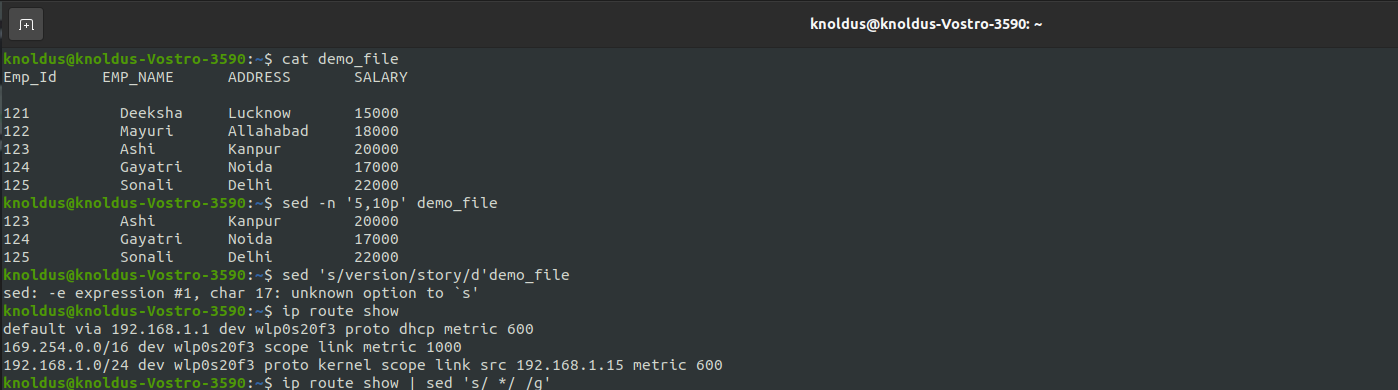 knoldus@knoldus-Vostro-3590: ~
knoldus@knoldus-Vostro-3590:~$ cat demo_file
Emp_Id     EMP_NAME      ADDRESS       SALARY
121          Deeksha     Lucknow       15000
122          Mayuri      Allahabad     18000
123          Ashi        Kanpur        20000
124          Gayatri     Noida         17000
125          Sonali      Delhi         22000
knoldus@knoldus-Vostro-3590:~$ sed -n '5,10p' demo_file
123          Ashi        Kanpur        20000
124          Gayatri     Noida         17000
125          Sonali      Delhi         22000
knoldus@knoldus-Vostro-3590:~$ sed 's/version/story/d'demo_file
sed: -e expression #1, char 17: unknown option to `s'
knoldus@knoldus-Vostro-3590:~$ ip route show
default via 192.168.1.1 dev wlp0s20f3 proto dhcp metric 600
169.254.0.0/16 dev wlp0s20f3 scope link metric 1000
192.168.1.0/24 dev wlp0s20f3 proto kernel scope link src 192.168.1.15 metric 600
knoldus@knoldus-Vostro-3590:~$ ip route show | sed 's/ */ /g'